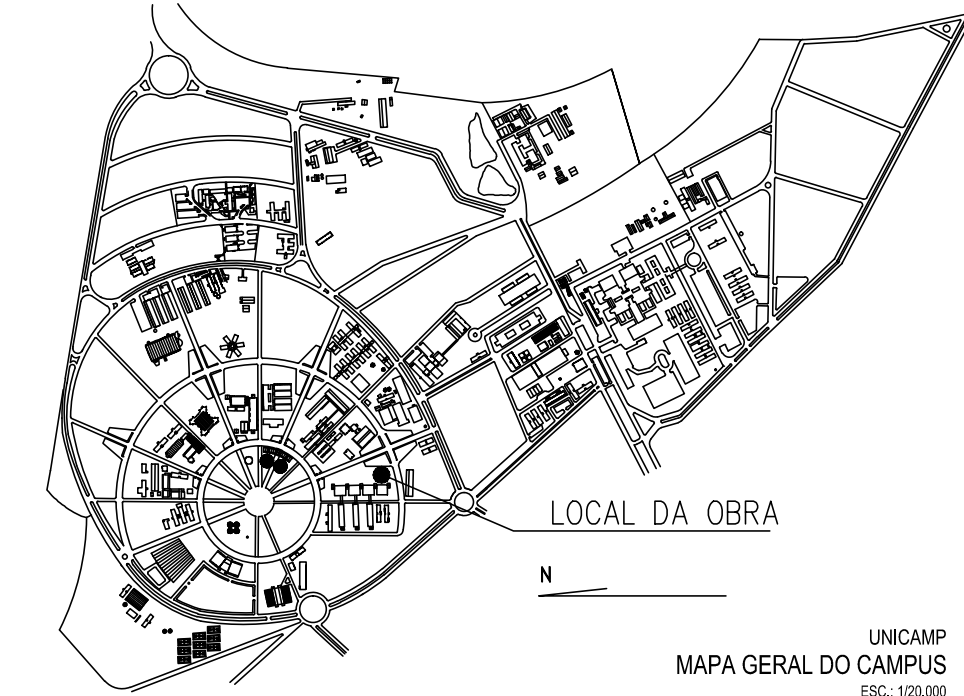 LOCAL DA OBRA
N
UNICAMP
MAPA GERAL DO CAMPUS
ESC.: 1/20.000